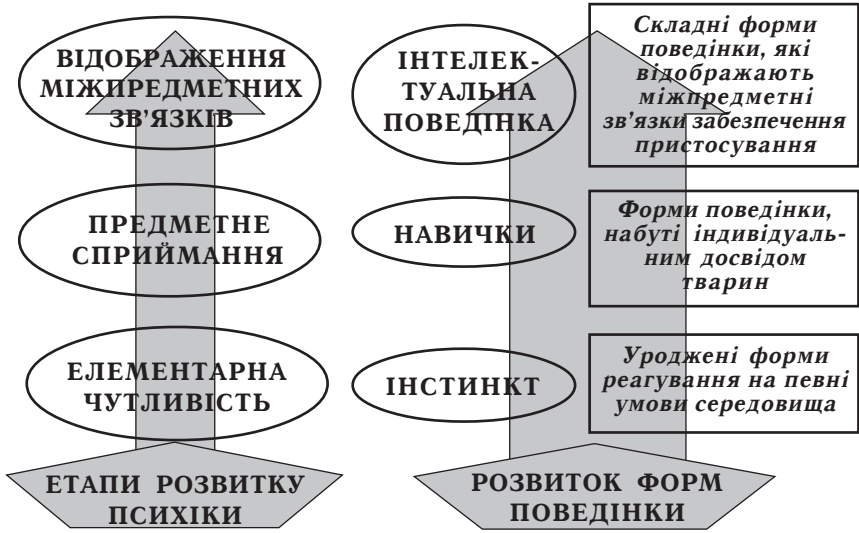 ВІДОБРАЖЕННЯ
МІЖПРЕДМЕТНИХ
ЗВ'ЯЗКІВ
ПРЕДМЕТНЕ
СПРИЙМАННЯ
ЕЛЕМЕНТАРНА
ЧУТЛИВІСТЬ
ЕТАПИ РОЗВИТКУ
ПСИХІКИ
ІНТЕЛЕК-
ТУАЛЬНА
ПОВЕДІНКА
Складні форми
поведінки, які
відображають
міжпредметні
зв'язки забезпечення
пристосування
НАВИЧКИ
Форми поведінки,
набуті індивідуаль-
ним досвідом
тварин
ІНСТИНКТ
Уроджені форми
реагування на певні
умови середовища
РОЗВИТОК ФОРМ
ПОВЕДІНКИ